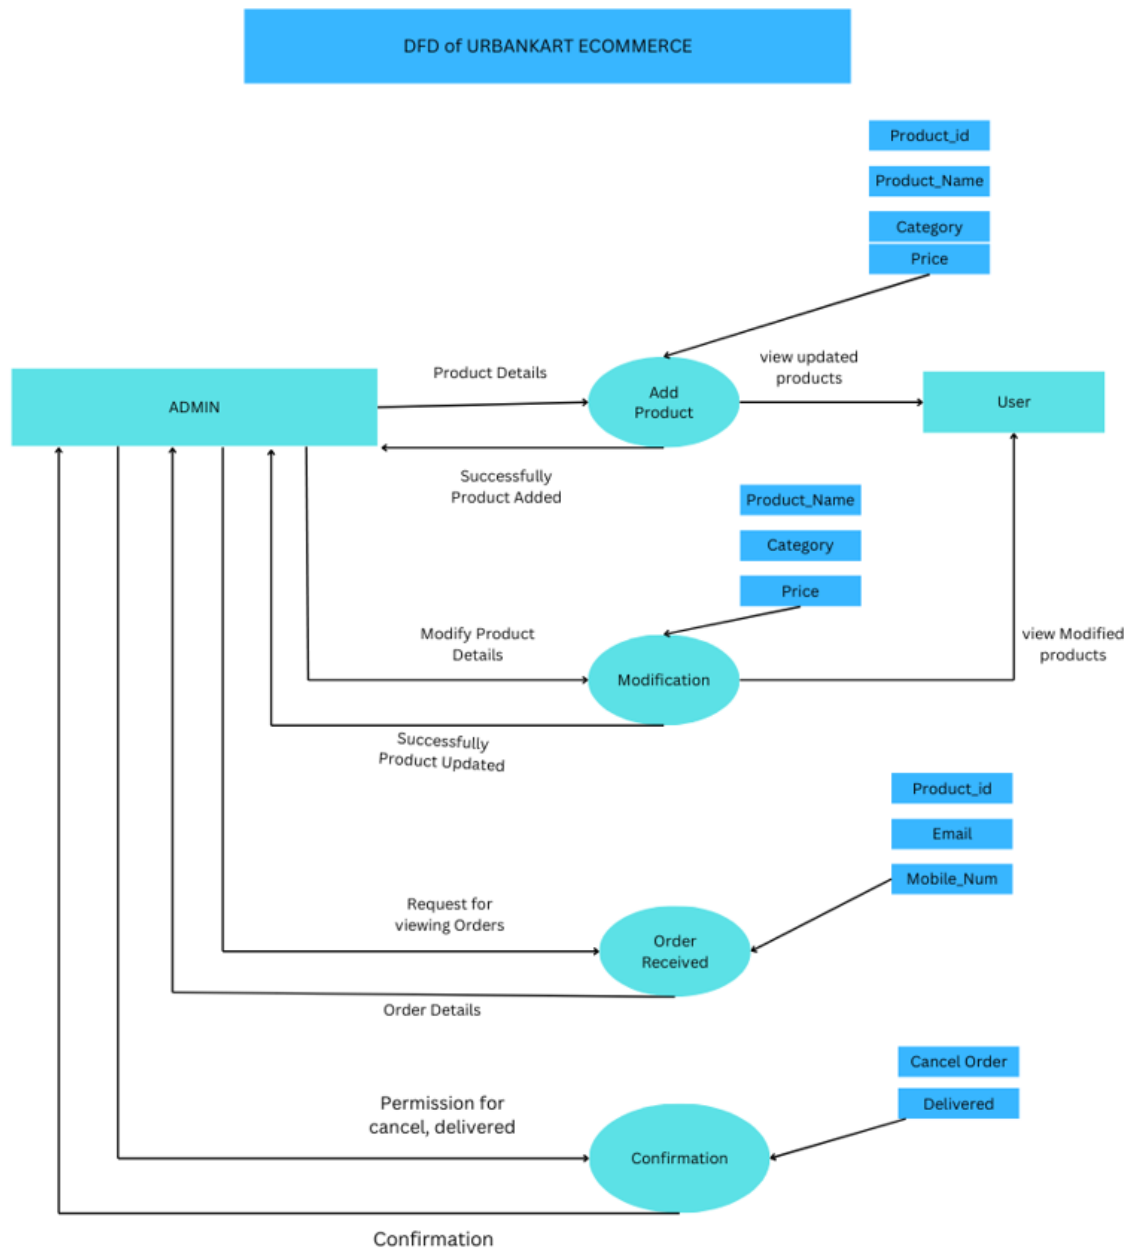 DFD of URBANKART ECOMMERCE
Product_id
Product_Name
Category
Price
Product Details
Add
Product
view updated
products
ADMIN
User
Successfully
Product Added
Product_Name
Category
Price
Modify Product
Details
Modification
view Modified
products
Successfully
Product Updated
Product_id
Email
Mobile_Num
Request for
viewing Orders
Order
Received
Order Details
Cancel Order
Delivered
Permission for
cancel, delivered
Confirmation
Confirmation